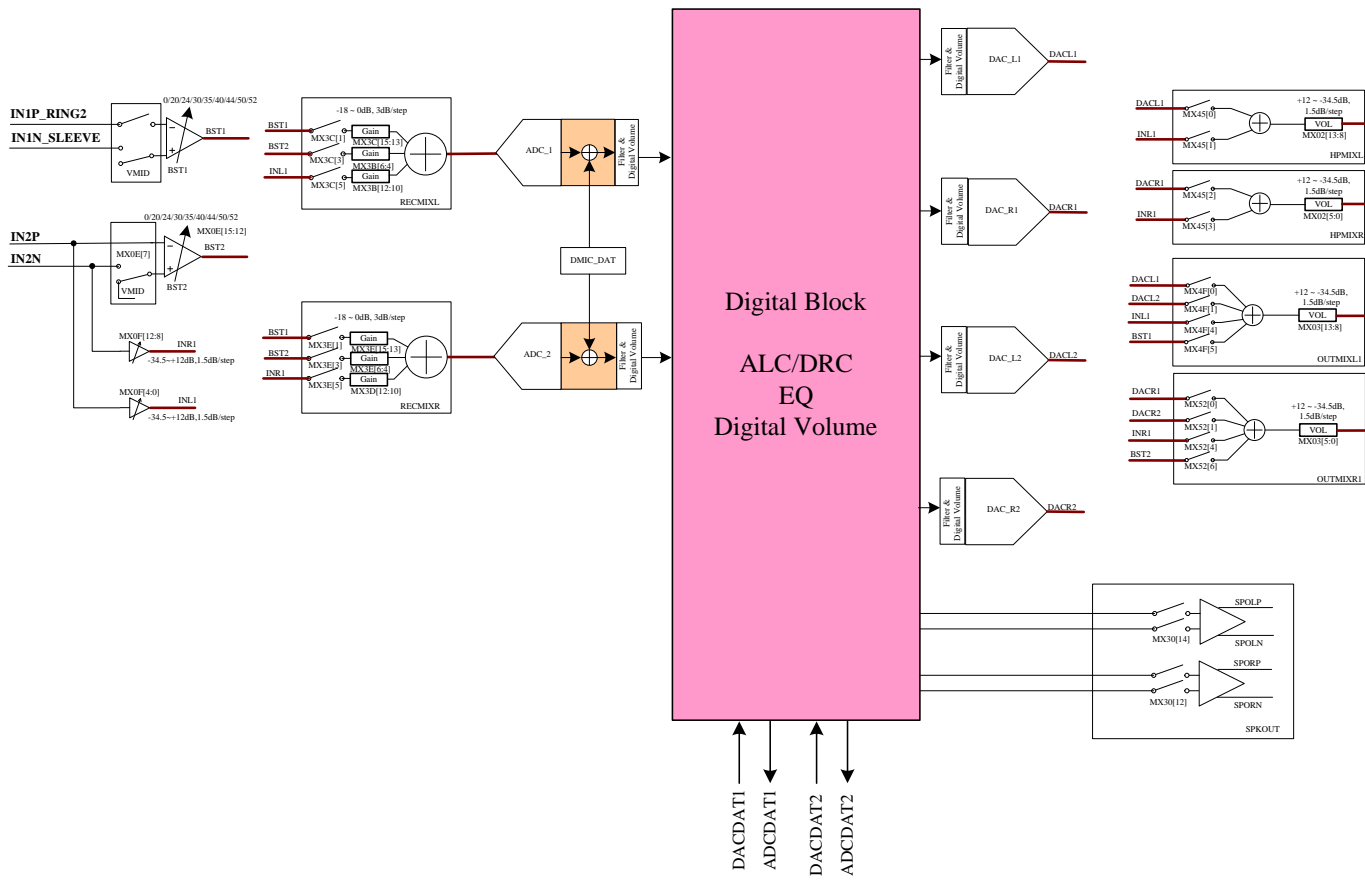 0/20/24/30/35/40/44/50/52
IN1P_RING2
IN1N_SLEEVE
BST1
VMID
BST1
0/20/24/30/35/40/44/50/52
MX0E[15:12]
IN2P
IN2N
MX0E[7]
BST2
VMID
BST2
MX0F[12:8]
INR1
-34.5~+12dB,1.5dB/step
MX0F[4:0]
INL1
-34.5~+12dB,1.5dB/step
-18 ~ 0dB, 3dB/step
BST1
MX3C[1]
Gain
MX3C[15:13]
BST2
MX3C[3]
Gain
MX3B[6:4]
INL1
MX3C[5]
Gain
MX3B[12:10]
RECMIXL
-18 ~ 0dB, 3dB/step
BST1
MX3E[1]
Gain
MX3E[15:13]
BST2
MX3E[3]
Gain
MX3E[6:4]
INR1
MX3E[5]
Gain
MX3D[12:10]
RECMIXR
ADC_1
Filter &
Digital Volume
DMIC_DAT
ADC_2
Filter &
Digital Volume
Digital Block
ALC/DRC
EQ
Digital Volume
DACDAT1
ADCDAT1
DACDAT2
ADCDAT2
Filter &
Digital Volume
DAC_L1
DACL1
Filter &
Digital Volume
DAC_R1
DACR1
Filter &
Digital Volume
DAC_L2
DACL2
Filter &
Digital Volume
DAC_R2
DACR2
DACL1
MX45[0]
INL1
MX45[1]
+12 ~ -34.5dB,
1.5dB/step
VOL
MX02[13:8]
HPMIXL
DACR1
MX45[2]
INR1
MX45[3]
+12 ~ -34.5dB,
1.5dB/step
VOL
MX02[5:0]
HPMIXR
DACL1
MX4F[0]
DACL2
MX4F[1]
INL1
MX4F[4]
BST1
MX4F[5]
+12 ~ -34.5dB,
1.5dB/step
VOL
MX03[13:8]
OUTMIXL1
DACR1
MX52[0]
DACR2
MX52[1]
INR1
MX52[4]
BST2
MX52[6]
+12 ~ -34.5dB,
1.5dB/step
VOL
MX03[5:0]
OUTMIXR1
SPOLP
MX30[14]
SPOLN
SPORP
MX30[12]
SPORN
SPKOUT